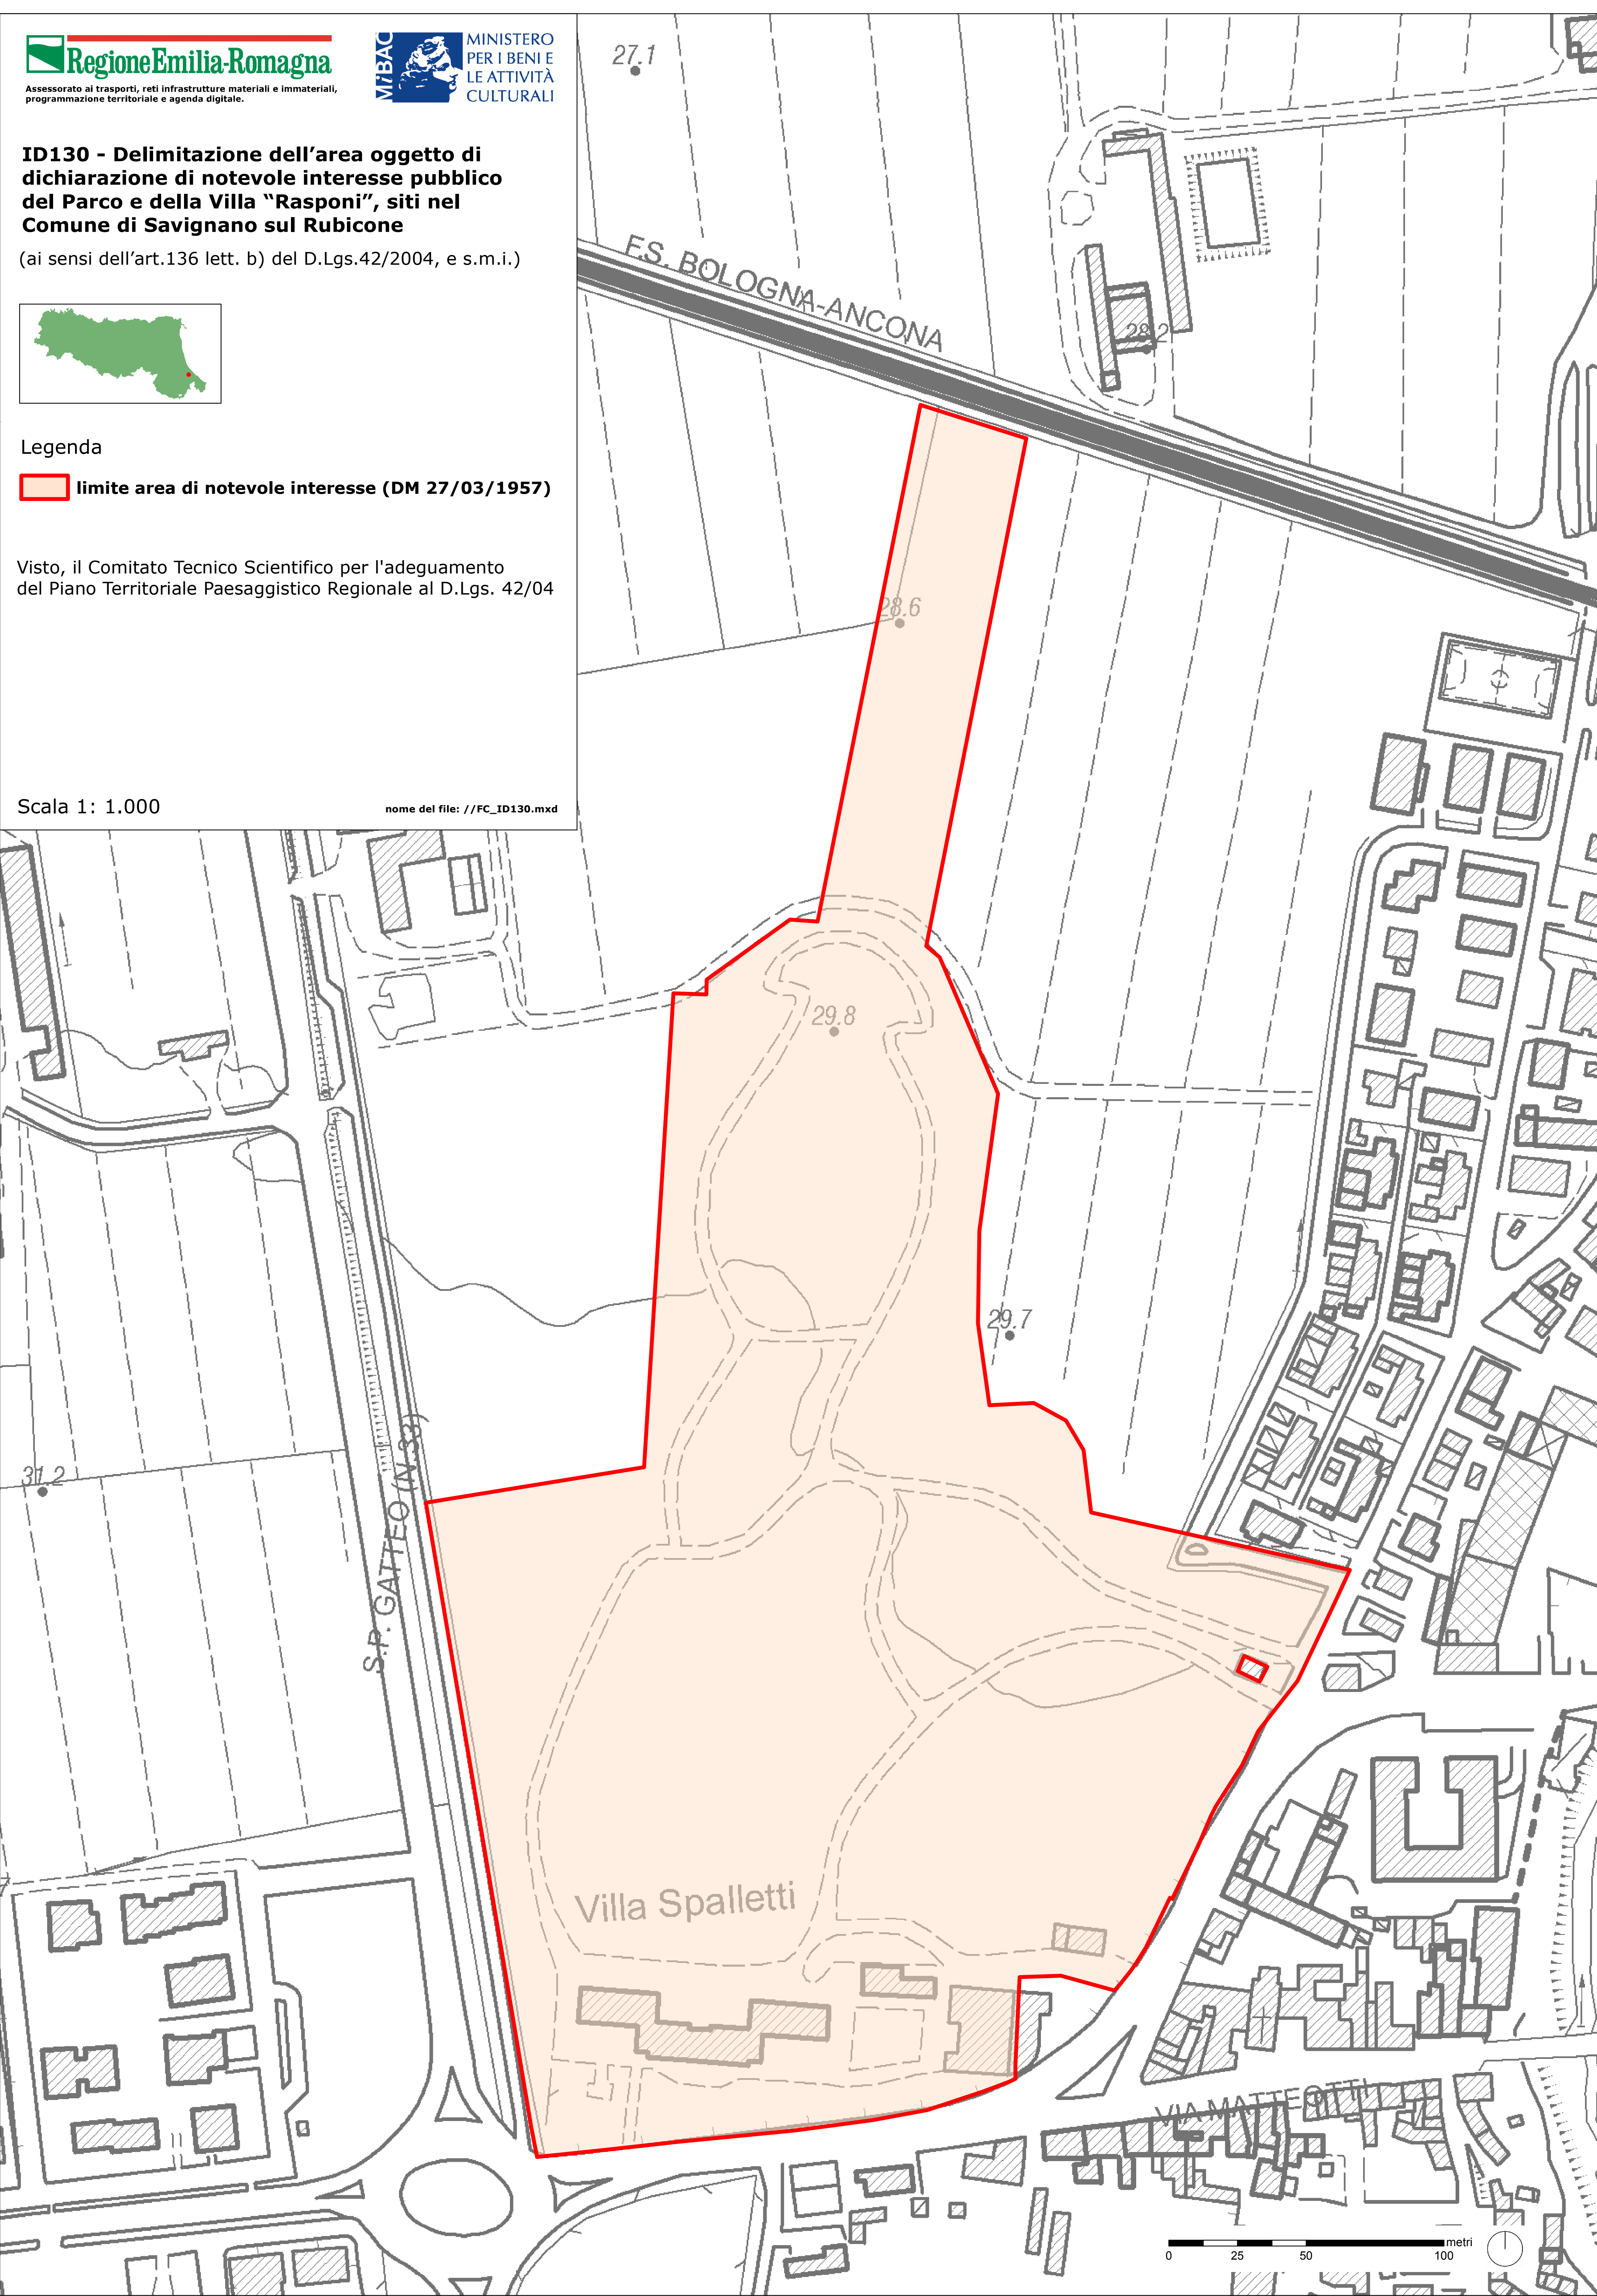 RegioneEmilia-Romagna
Assessorato ai trasporti, reti infrastrutture materiali e immateriali,
programmazione territoriale e agenda digitale.
MiBAC
MINISTERO
PER I BENI E
LE ATTIVITÀ
CULTURALI
ID130 - Delimitazione dell’area oggetto di
dichiarazione di notevole interesse pubblico
del Parco e della Villa “Rasponi”, siti nel
Comune di Savignano sul Rubicone
(ai sensi dell’art.136 lett. b) del D.Lgs.42/2004, e s.m.i.)
Legenda
limite area di notevole interesse (DM 27/03/1957)
Visto, il Comitato Tecnico Scientifico per l'adeguamento
del Piano Territoriale Paesaggistico Regionale al D.Lgs. 42/04
Scala 1: 1.000
nome del file: //FC_ID130.mxd
27.1
F.S. BOLOGNA-ANCONA
28.2
28.6
29.8
29.7
31.2
S.P. GATTEO (N.33)
Villa Spalletti
VIA MATTEOTTI
metri
0 25 50 100